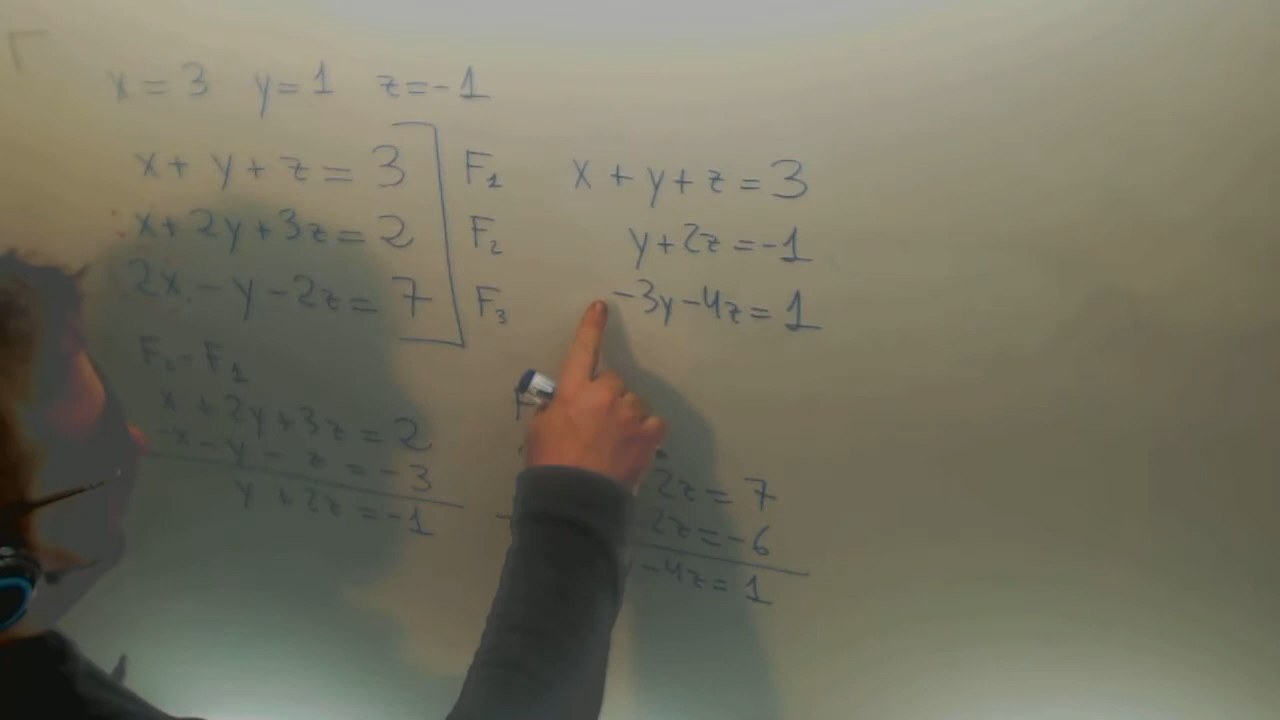 x = 3 y = 1 z = -1
x + y + z = 3 F1
x + 2y + 3z = 2 F2
2x - y - 2z = 7 F3
F2 - F1
x + 2y + 3z = 2
-x - y - z = -3
y + 2z = -1
x + y + z = 3
y + 2z = -1
-3y - 4z = 1
F
2z = 7
2z = -6
-4z = 1